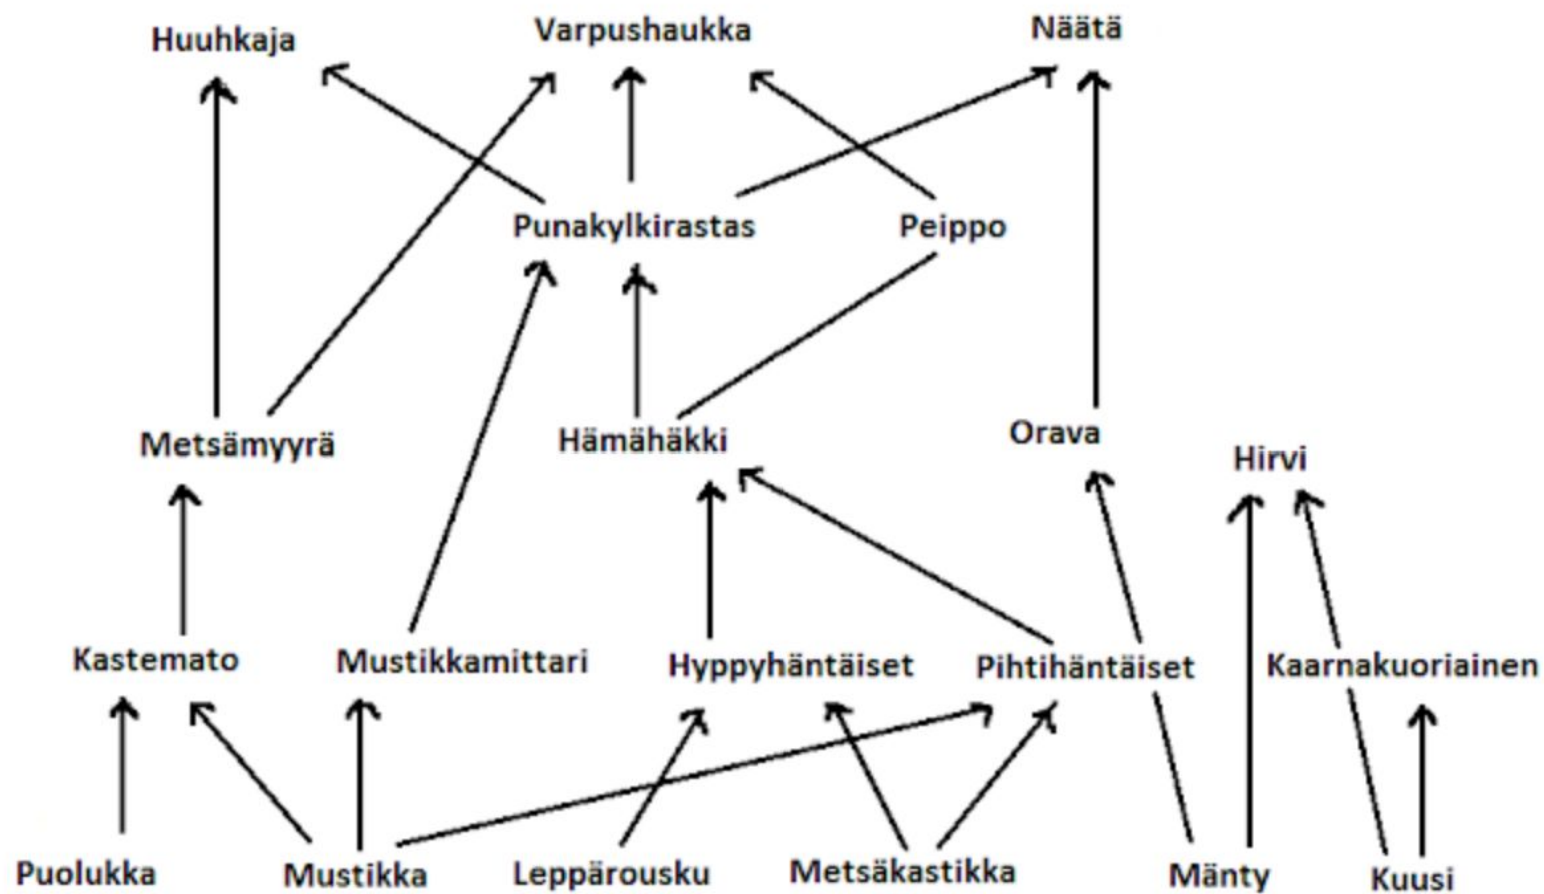 Huuhkaja
Varpushaukka
Näätä
Punakylkirastas
Peippo
Metsämyyrä
Hämähäkki
Orava
Hirvi
Kastemato
Mustikkamittari
Hyppyhäntäiset
Pihtihäntäiset
Kaarnakuoriainen
Puolukka
Mustikka
Leppärousku
Metsäkastikka
Mänty
Kuusi